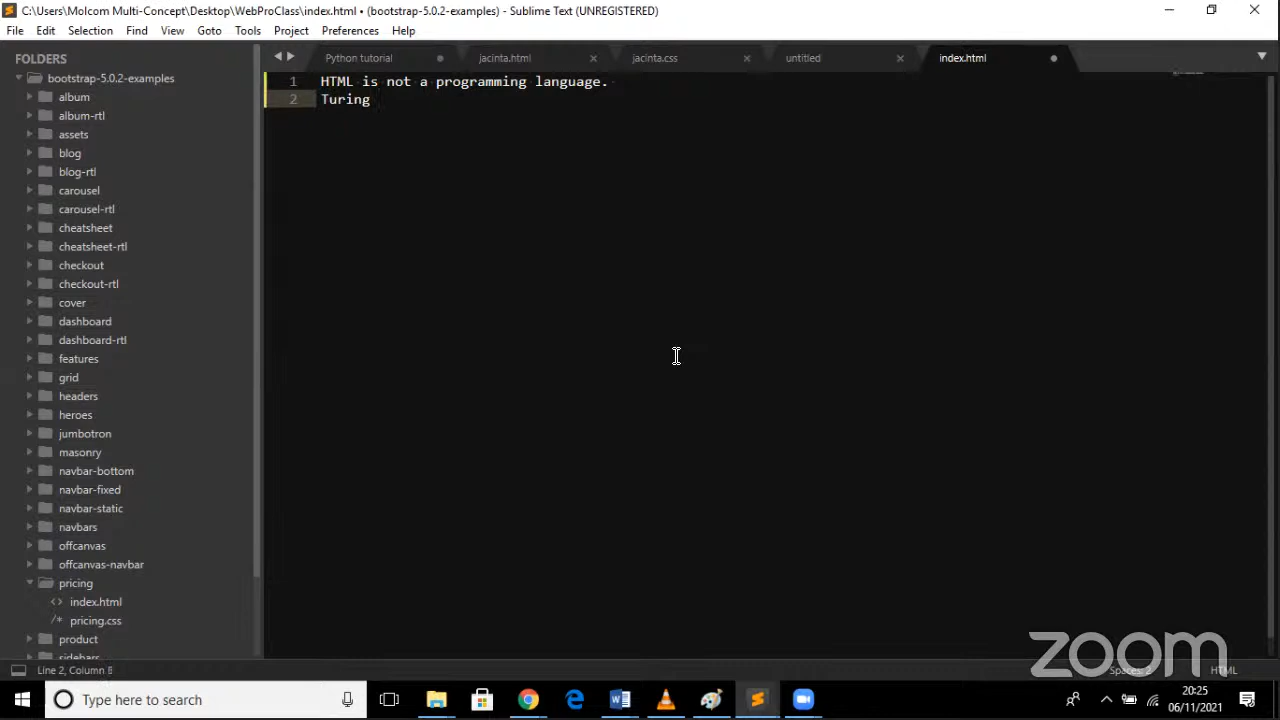 C:\Users\Molcom Multi-Concept\Desktop\WebProClass\index.html • (bootstrap-5.0.2-examples) - Sublime Text (UNREGISTERED)
File Edit Selection Find View Goto Tools Project Preferences Help
FOLDERS
bootstrap-5.0.2-examples
album
album-rtl
assets
blog
blog-rtl
carousel
carousel-rtl
cheatsheet
cheatsheet-rtl
checkout
checkout-rtl
cover
dashboard
dashboard-rtl
features
grid
headers
heroes
jumbotron
masonry
navbar-bottom
navbar-fixed
navbar-static
navbars
offcanvas
offcanvas-navbar
pricing
index.html
pricing.css
product
sidebars
Python tutorial jacinta.html jacinta.css untitled index.html
1 HTML is not a programming language.
2 Turing
Line 2, Column 8
Spaces: 2 HTML
zoom
Type here to search
20:25
06/11/2021